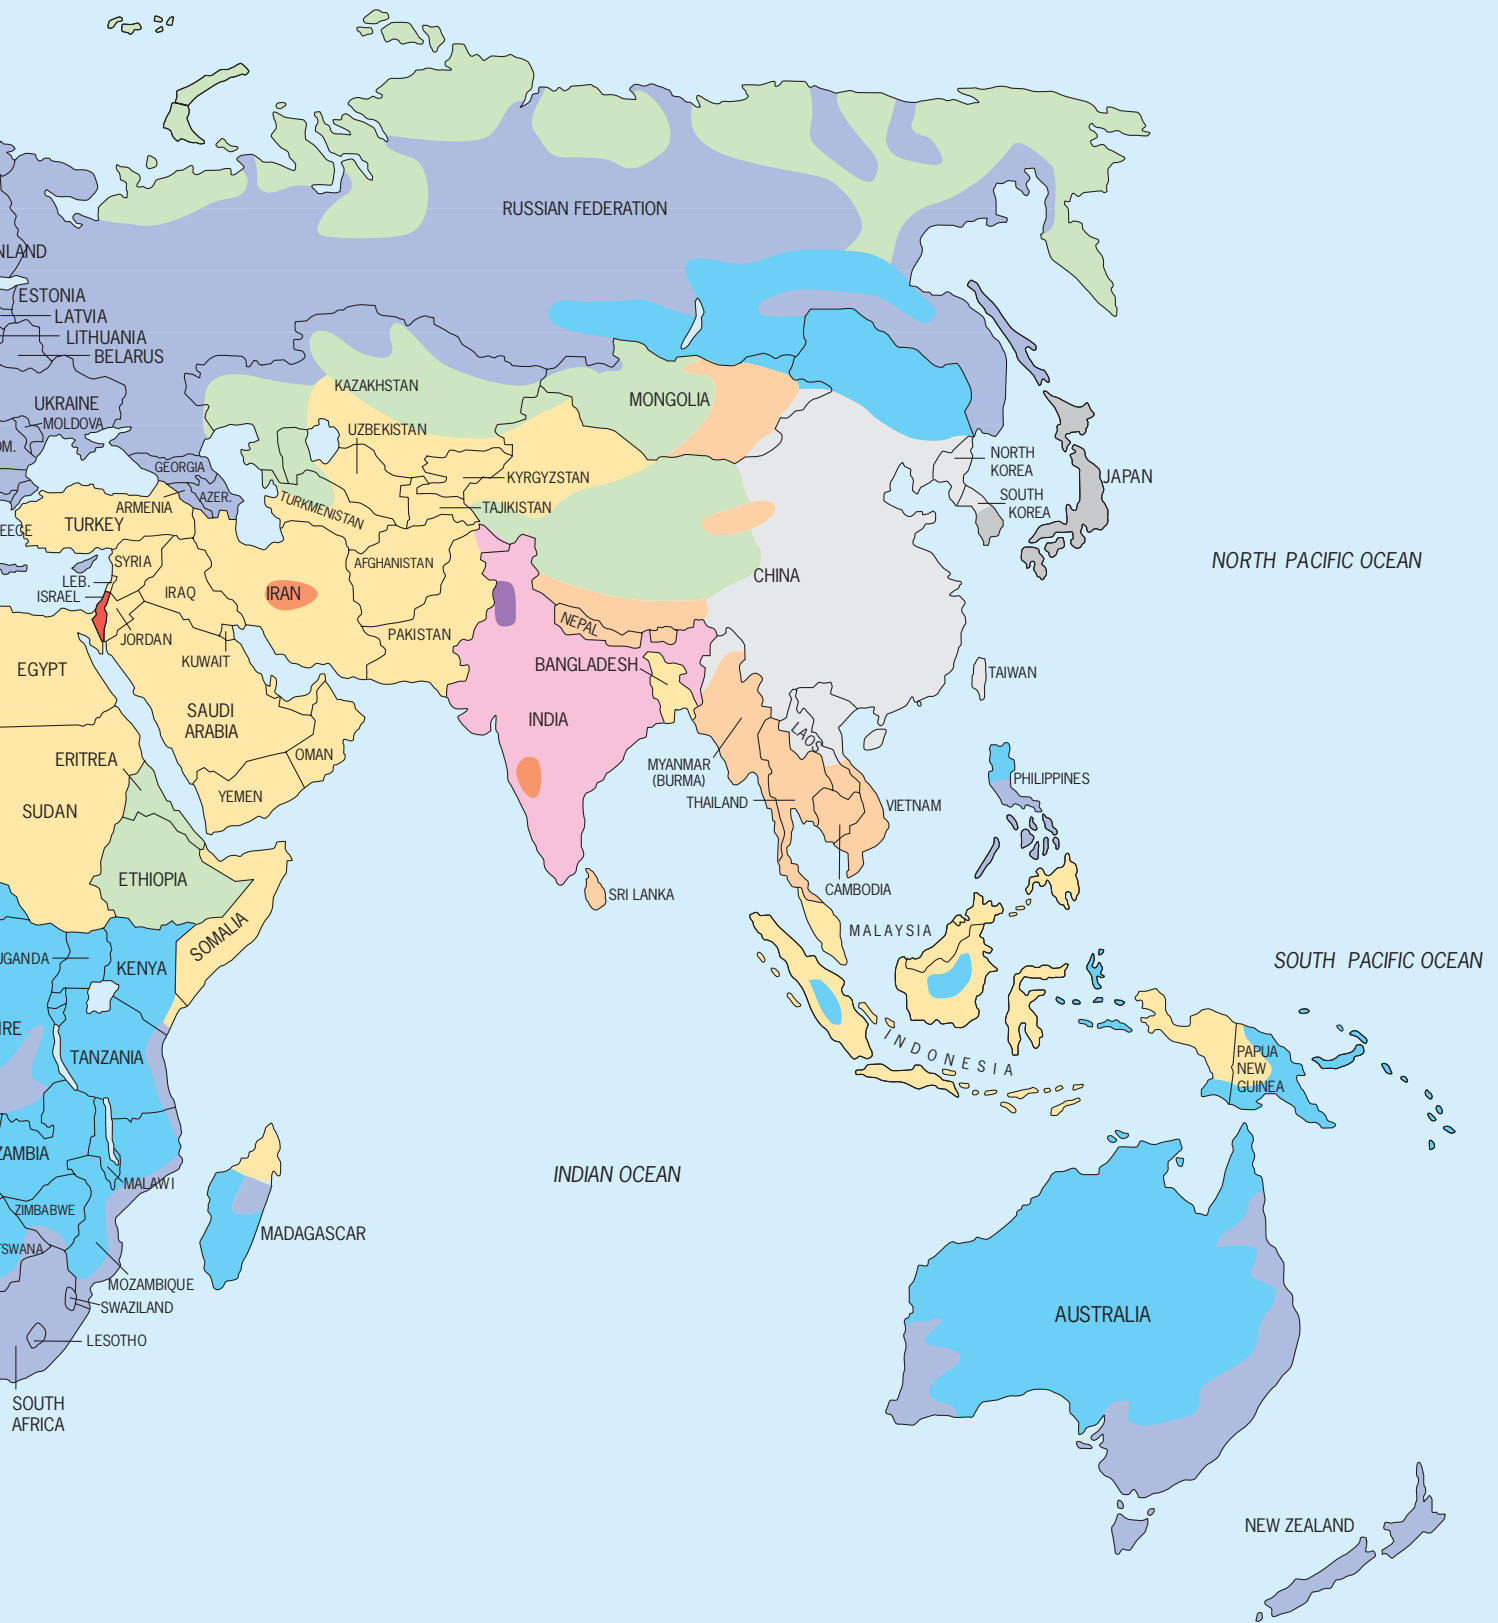 RUSSIAN FEDERATION
NLAND
ESTONIA
LATVIA
LITHUANIA
BELARUS
KAZAKHSTAN
MONGOLIA
UKRAINE
MOLDOVA
OM.
UZBEKISTAN
GEORGIA
NORTH
KOREA
KYRGYZSTAN
JAPAN
AZER.
SOUTH
KOREA
ARMENIA
TURKMENISTAN
TAJIKISTAN
TURKEY
EECE
SYRIA
AFGHANISTAN
NORTH PACIFIC OCEAN
CHINA
LEB.
ISRAEL
IRAQ
IRAN
NEPAL
JORDAN
PAKISTAN
KUWAIT
BANGLADESH
EGYPT
TAIWAN
SAUDI
ARABIA
INDIA
LAOS
ERITREA
OMAN
MYANMAR
(BURMA)
PHILIPPINES
YEMEN
THAILAND
VIETNAM
SUDAN
ETHIOPIA
CAMBODIA
SRI LANKA
SOMALIA
MALAYSIA
UGANDA
KENYA
SOUTH PACIFIC OCEAN
IRE
INDONESIA
TANZANIA
PAPUA
NEW
GUINEA
ZAMBIA
INDIAN OCEAN
MALAWI
ZIMBABWE
MADAGASCAR
TSWANA
MOZAMBIQUE
SWAZILAND
AUSTRALIA
LESOTHO
SOUTH
AFRICA
NEW ZEALAND